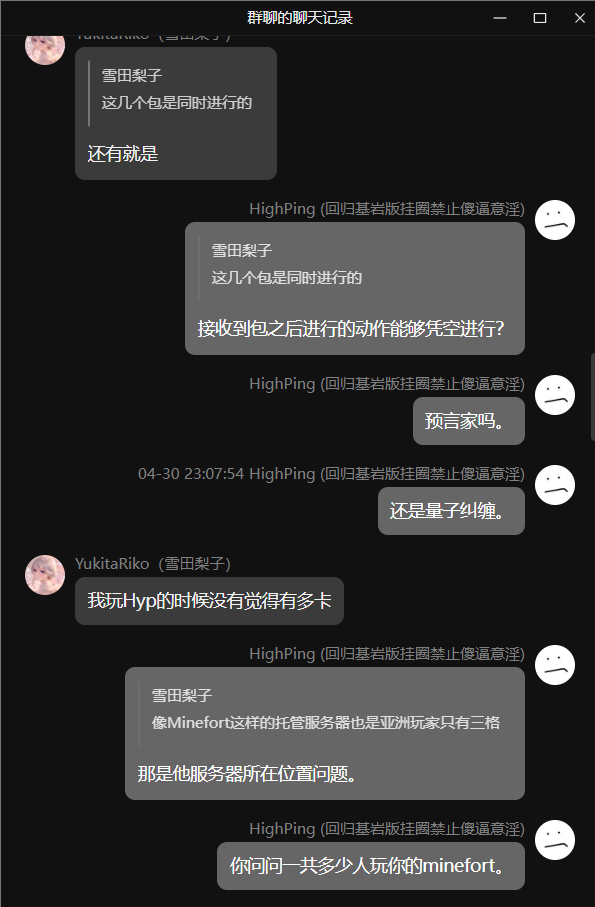 群聊的聊天记录
YukitaRiko（雪田梨子）
雪田梨子
这几个包是同时进行的
还有就是
HighPing (回归基岩版挂圈禁止傻逼意淫)
雪田梨子
这几个包是同时进行的
接收到包之后进行的动作能够凭空进行？
HighPing (回归基岩版挂圈禁止傻逼意淫)
预言家吗。
04-30 23:07:54 HighPing (回归基岩版挂圈禁止傻逼意淫)
还是量子纠缠。
YukitaRiko（雪田梨子）
我玩Hyp的时候没有觉得有多卡
HighPing (回归基岩版挂圈禁止傻逼意淫)
雪田梨子
像Minefort这样的托管服务器也是亚洲玩家只有三格
那是他服务器所在位置问题。
HighPing (回归基岩版挂圈禁止傻逼意淫)
你问问一共多少人玩你的minefort。